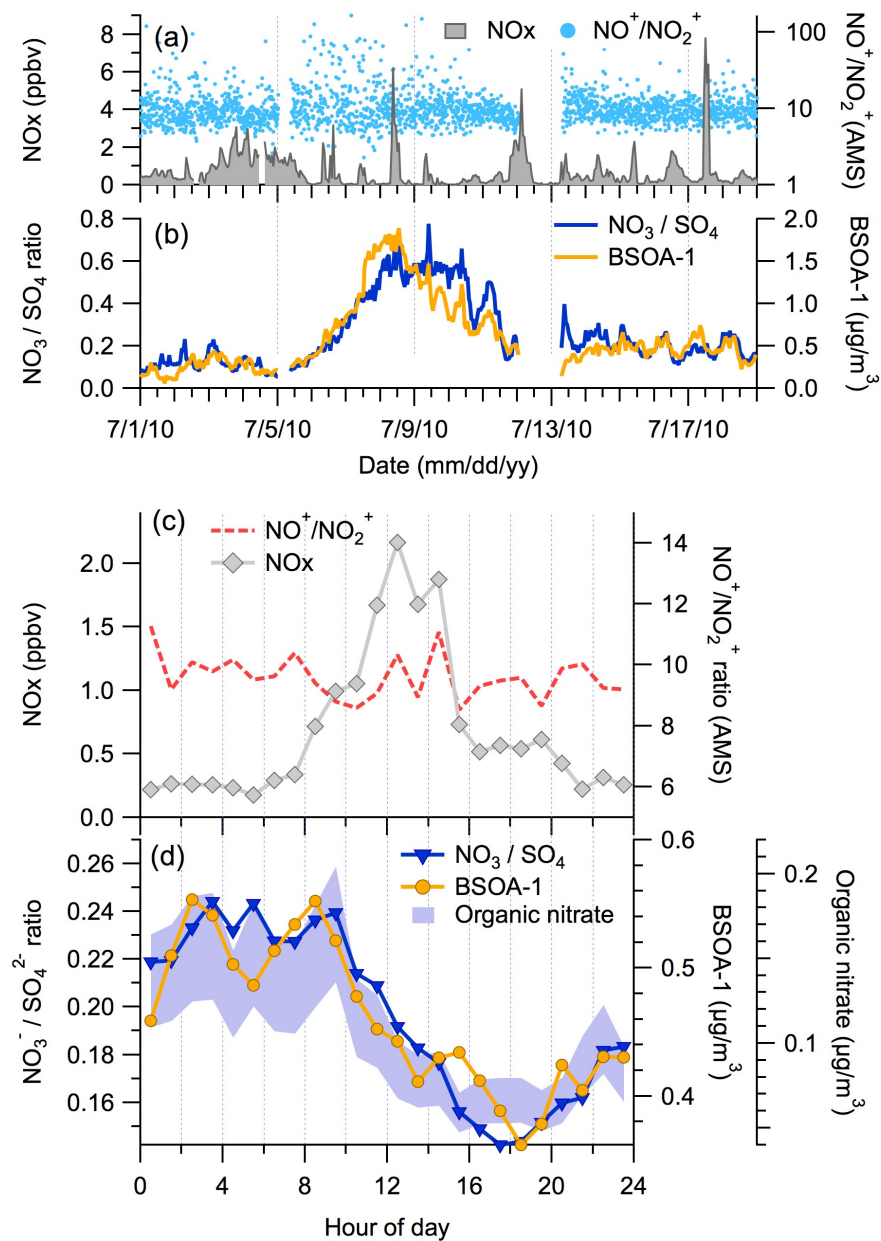 (a)
NOx
NO⁺/NO₂⁺
NOx (ppbv)
8
6
4
2
0
100
10
1
NO⁺/NO₂⁺
(AMS)
(b)
NO₃ / SO₄
BSOA-1
NO₃ / SO₄ ratio
0.8
0.6
0.4
0.2
0.0
2.0
1.5
1.0
0.5
0.0
BSOA-1 (µg/m³)
7/1/10 7/5/10 7/9/10 7/13/10 7/17/10
Date (mm/dd/yy)
(c)
NO⁺/NO₂⁺
NOx
NOx (ppbv)
2.0
1.5
1.0
0.5
0.0
14
12
10
8
6
NO⁺/NO₂⁺ ratio (AMS)
(d)
NO₃ / SO₄
BSOA-1
Organic nitrate
NO₃⁻ / SO₄²⁻ ratio
0.26
0.24
0.22
0.20
0.18
0.16
0.6
0.5
0.4
BSOA-1 (µg/m³)
0.2
0.1
Organic nitrate (µg/m³)
0 4 8 12 16 20 24
Hour of day